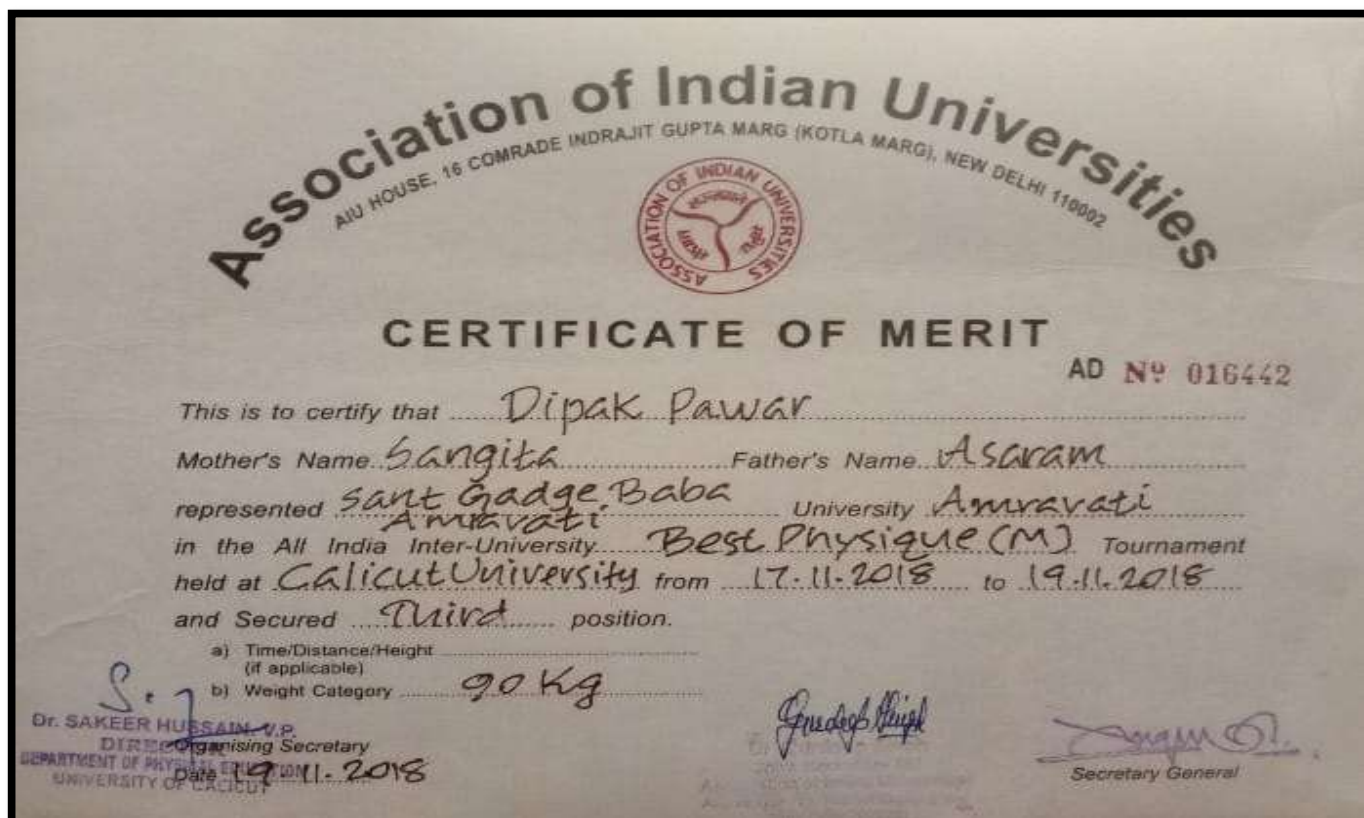 Association of Indian Universities
AIU HOUSE, 16 COMRADE INDRAJIT GUPTA MARG (KOTLA MARG), NEW DELHI 110002
ASSOCIATION OF INDIAN UNIVERSITIES
CERTIFICATE OF MERIT
AD Nº 016442
This is to certify that Dipak Pawar
Mother's Name Sangita Father's Name Asaram
represented Sant Gadge Baba University Amravati
Amravati
in the All India Inter-University Best Physique (M) Tournament
held at Calicut University from 17.11.2018 to 19.11.2018
and Secured Third position.
a) Time/Distance/Height
(if applicable)
b) Weight Category 90 Kg
Dr. SAKEER HUSSAIN V.P.
DIRECTOR
Organising Secretary
DEPARTMENT OF PHYSICAL EDUCATION
UNIVERSITY OF CALICUT
Date 19.11.2018
Secretary General